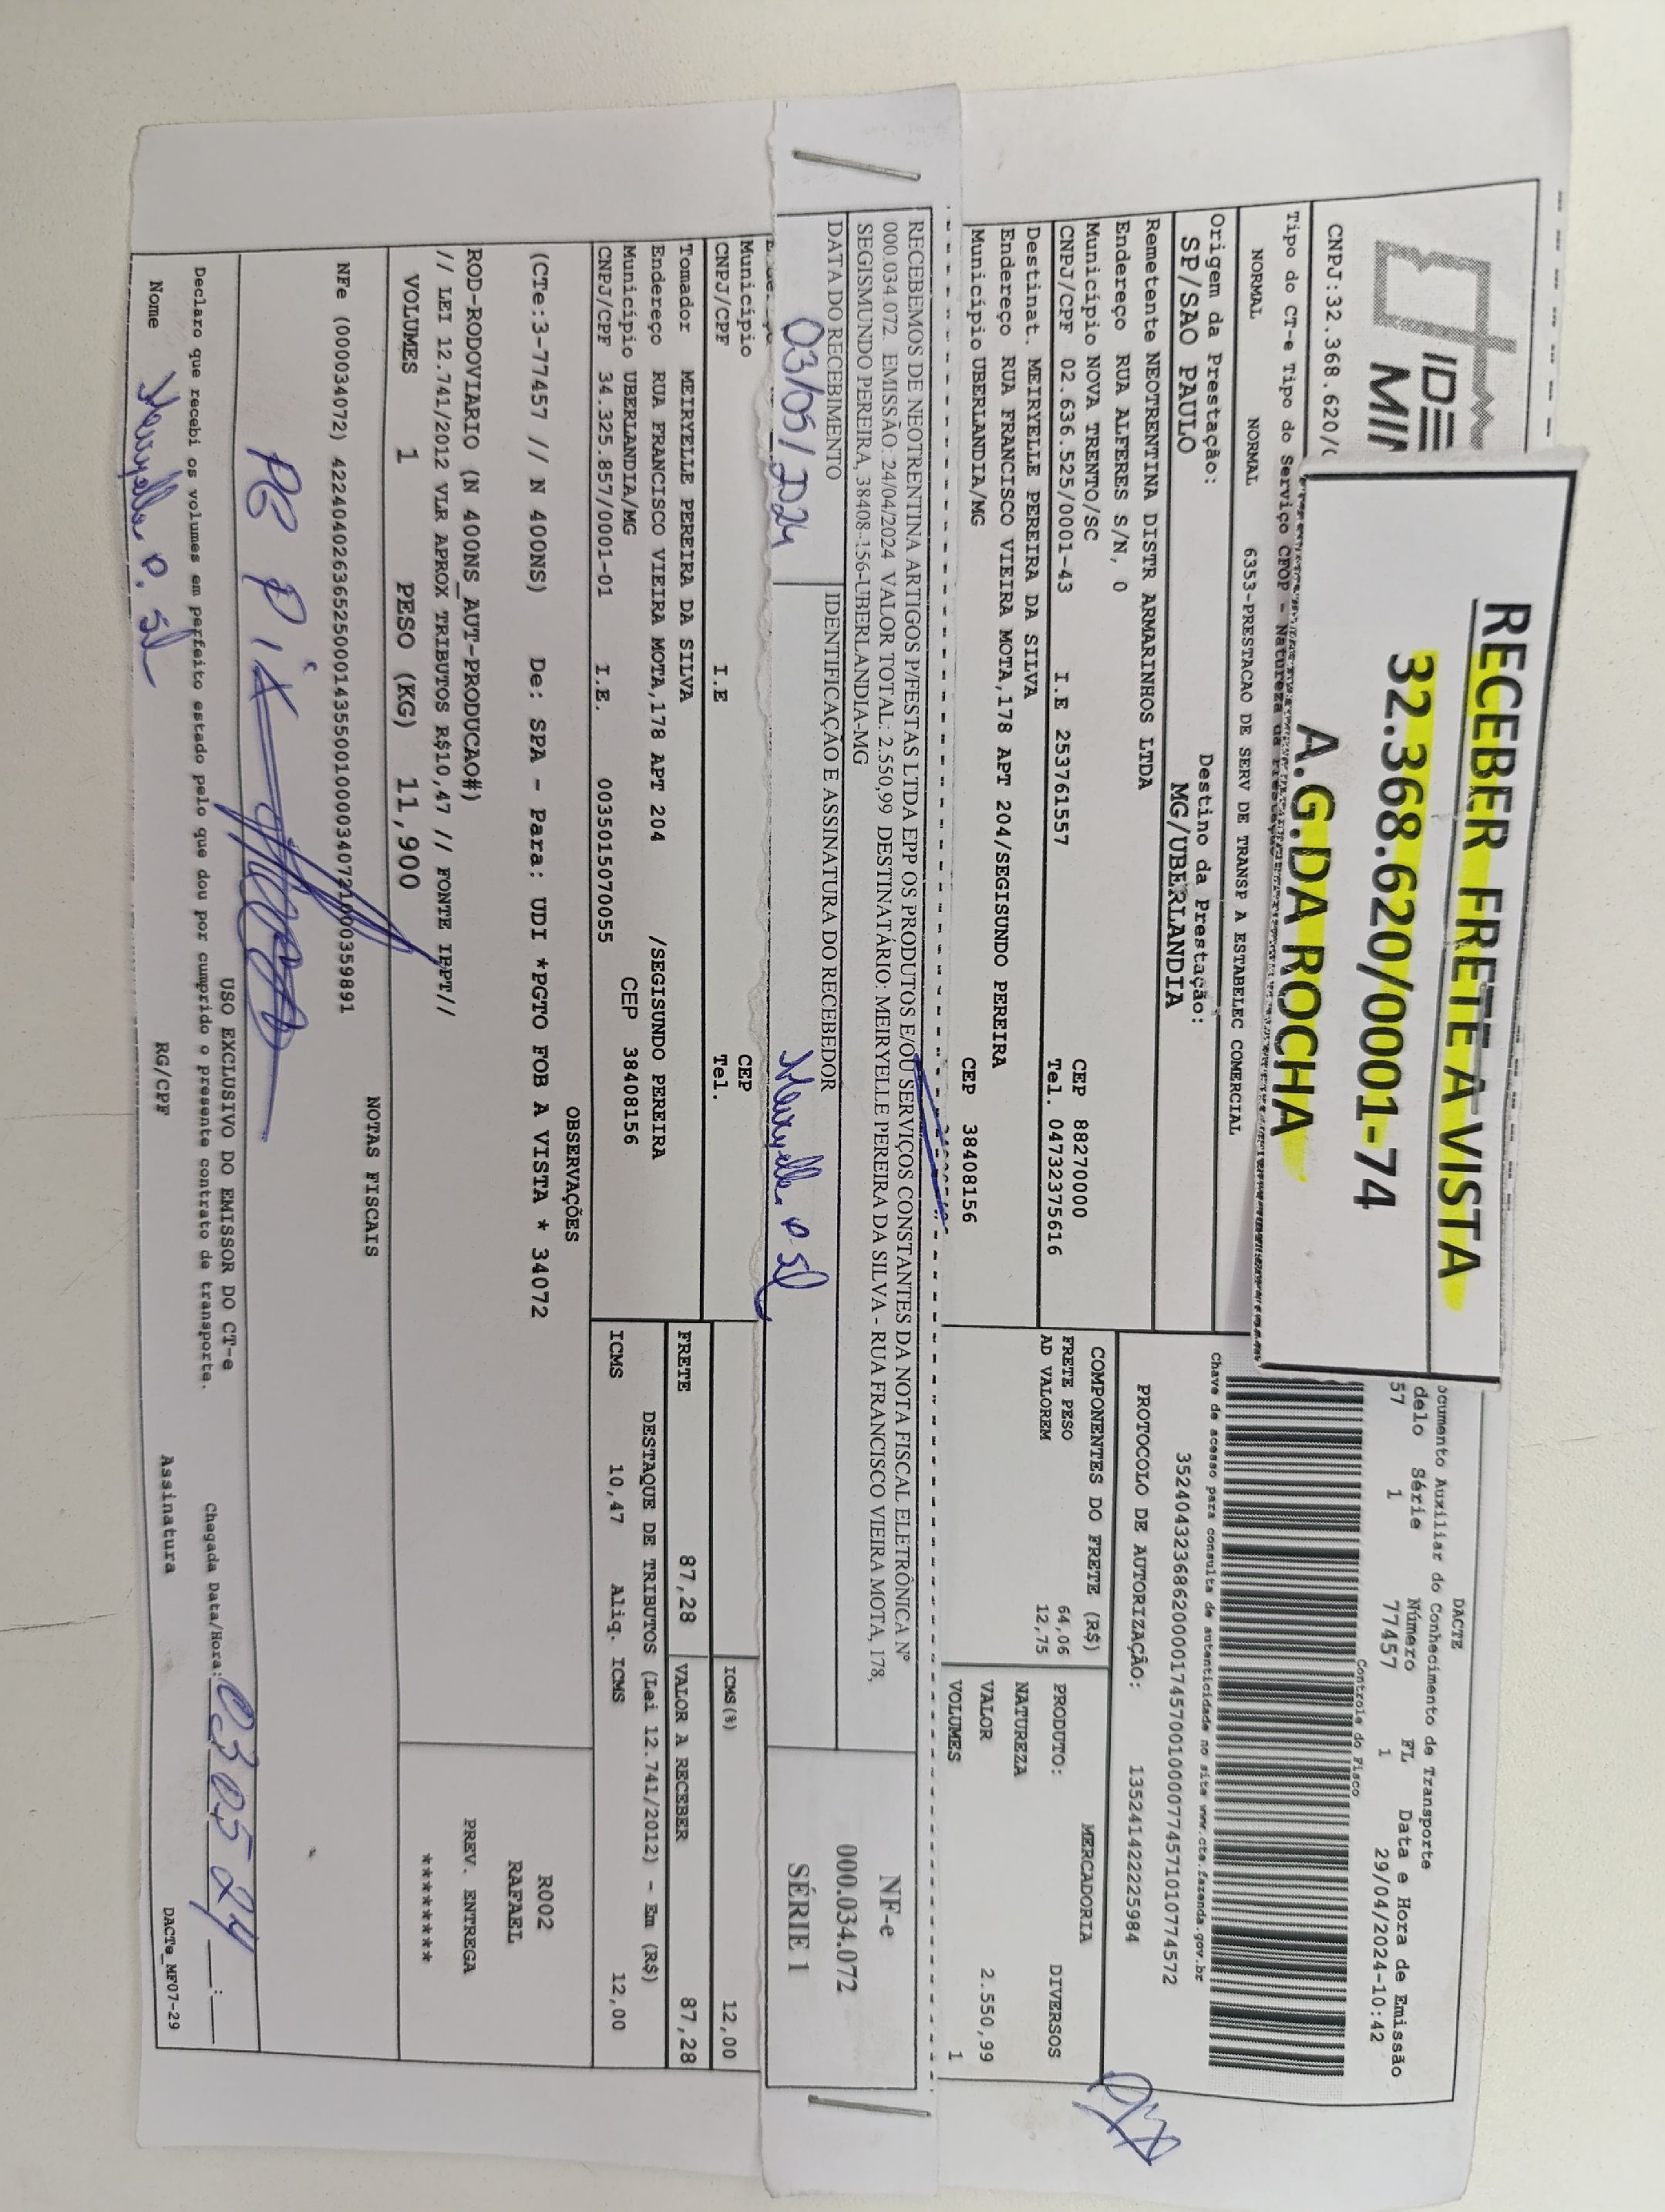 RECEBER FRETE A VISTA
32.368.620/0001-74
A.G.DA ROCHA
IDE
MIN
CNPJ:32.368.620/0
DACTE
ocumento Auxiliar do Conhecimento de Transporte
delo Série Número FL Data e Hora de Emissão
57 1 77457 1 29/04/2024-10:42
Controle do Fisco
Tipo do CT-e Tipo do Serviço CFOP - Natureza da Prestação
NORMAL NORMAL 6353-PRESTACAO DE SERV DE TRANSP A ESTABELEC COMERCIAL
Chave de acesso para consulta de autenticidade no site www.cte.fazenda.gov.br
35240432368620000174570010000774571010774572
Origem da Prestação: Destino da Prestação:
SP/SAO PAULO MG/UBERLANDIA
PROTOCOLO DE AUTORIZAÇÃO: 135241422225984
Remetente NEOTRENTINA DISTR ARMARINHOS LTDA
Endereço RUA ALFERES S/N, 0
Município NOVA TRENTO/SC CEP 88270000
CNPJ/CPF 02.636.525/0001-43 I.E 253761557 Tel. 04732375616
Destinat. MEIRYELLE PEREIRA DA SILVA
Endereço RUA FRANCISCO VIEIRA MOTA,178 APT 204/SEGISUNDO PEREIRA
Município UBERLANDIA/MG CEP 38408156
COMPONENTES DO FRETE (R$)
FRETE PESO 64,06
AD VALOREM 12,75
MERCADORIA
PRODUTO: DIVERSOS
NATUREZA
VALOR 2.550,99
VOLUMES 1
RECEBEMOS DE NEOTRENTINA ARTIGOS P/FESTAS LTDA EPP OS PRODUTOS E/OU SERVIÇOS CONSTANTES DA NOTA FISCAL ELETRÔNICA Nº
000.034.072. EMISSÃO: 24/04/2024 VALOR TOTAL: 2.550,99 DESTINATÁRIO: MEIRYELLE PEREIRA DA SILVA - RUA FRANCISCO VIEIRA MOTA, 178,
SEGISMUNDO PEREIRA, 38408-156-UBERLANDIA-MG
DATA DO RECEBIMENTO IDENTIFICAÇÃO E ASSINATURA DO RECEBEDOR
03/05/2024
NF-e
000.034.072
SÉRIE 1
Município CEP
CNPJ/CPF I.E Tel.
ICMS(%) 12,00
Tomador MEIRYELLE PEREIRA DA SILVA
Endereço RUA FRANCISCO VIEIRA MOTA,178 APT 204 /SEGISUNDO PEREIRA
Município UBERLANDIA/MG CEP 38408156
CNPJ/CPF 34.325.857/0001-01 I.E. 0035015070055
FRETE 87,28 VALOR A RECEBER 87,28
DESTAQUE DE TRIBUTOS (Lei 12.741/2012) - Em (R$)
ICMS 10,47 Aliq. ICMS 12,00
OBSERVAÇÕES
(CTe:3-77457 // N 400NS) De: SPA - Para: UDI *PGTO FOB A VISTA * 34072
ROD-RODOVIARIO (N 400NS_AUT-PRODUCAO#)
// LEI 12.741/2012 VLR APROX TRIBUTOS R$10,47 // FONTE IBPT//
R002
RAFAEL
VOLUMES 1 PESO (KG) 11,900
PREV. ENTREGA
********
NOTAS FISCAIS
NFe (000034072) 42240402636525000143550010000340721000359891
PG PIX
USO EXCLUSIVO DO EMISSOR DO CT-e
Declaro que recebi os volumes em perfeito estado pelo que dou por cumprido o presente contrato de transporte.
Chegada Data/Hora: 03 05 24 __:__
Nome RG/CPF Assinatura
DACTe_MF07-29